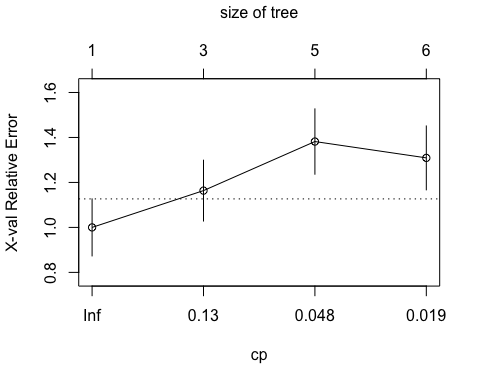 size of tree
1 3 5 6
X-val Relative Error
1.6
1.4
1.2
1.0
0.8
Inf 0.13 0.048 0.019
cp